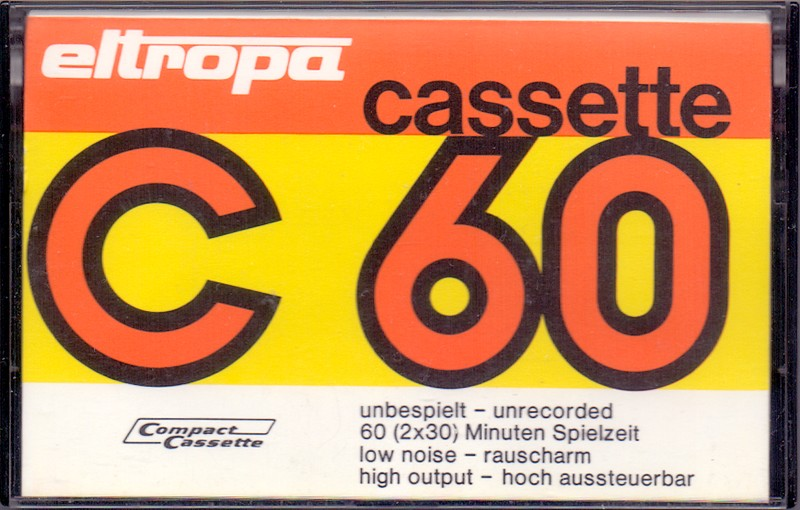 eltropa
cassette
C 60
Compact
Cassette
unbespielt – unrecorded
60 (2x30) Minuten Spielzeit
low noise – rauscharm
high output – hoch aussteuerbar